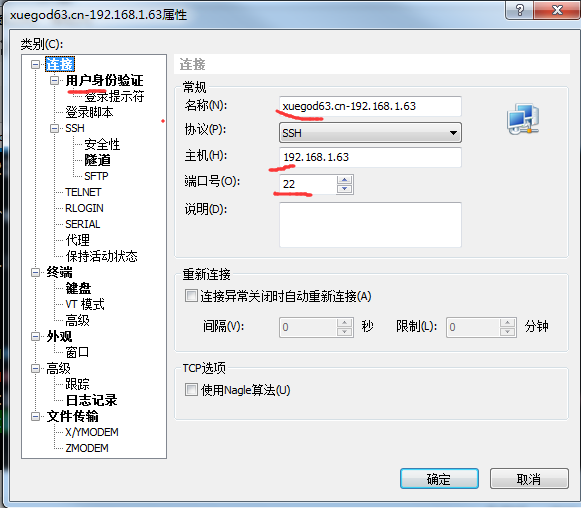 xuegod63.cn-192.168.1.63属性
类别(C):
连接
用户身份验证
登录提示符
登录脚本
SSH
安全性
隧道
SFTP
TELNET
RLOGIN
SERIAL
代理
保持活动状态
终端
键盘
VT 模式
高级
外观
窗口
高级
跟踪
日志记录
文件传输
X/YMODEM
ZMODEM
连接
常规
名称(N): xuegod63.cn-192.168.1.63
协议(P): SSH
主机(H): 192.168.1.63
端口号(O): 22
说明(D):
重新连接
连接异常关闭时自动重新连接(A)
间隔(V): 0 秒 限制(L): 0 分钟
TCP选项
使用Nagle算法(U)
确定 取消